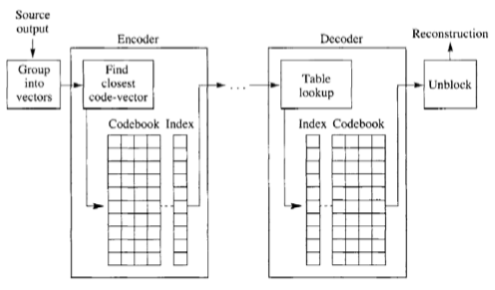 Source
output
Group
into
vectors
Encoder
Find
closest
code-vector
Codebook Index
...
Decoder
Table
lookup
Index Codebook
Reconstruction
Unblock